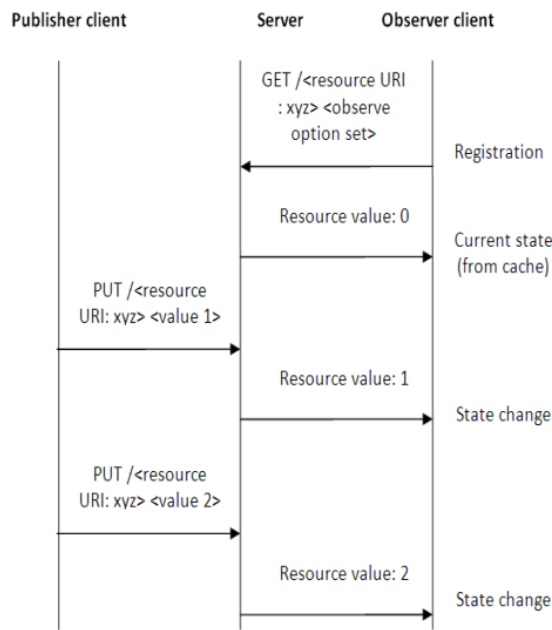 Publisher client
Server
Observer client
GET /<resource URI
: xyz> <observe
option set>
Registration
Resource value: 0
Current state
(from cache)
PUT /<resource
URI: xyz> <value 1>
Resource value: 1
State change
PUT /<resource
URI: xyz> <value 2>
Resource value: 2
State change